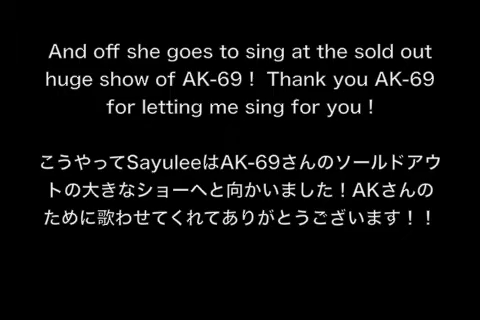 And off she goes to sing at the sold out
huge show of AK-69！ Thank you AK-69
for letting me sing for you！
こうやってSayuleeはAK-69さんのソールドアウ
トの大きなショーへと向かいました！AKさんの
ために歌わせてくれてありがとうございます！！